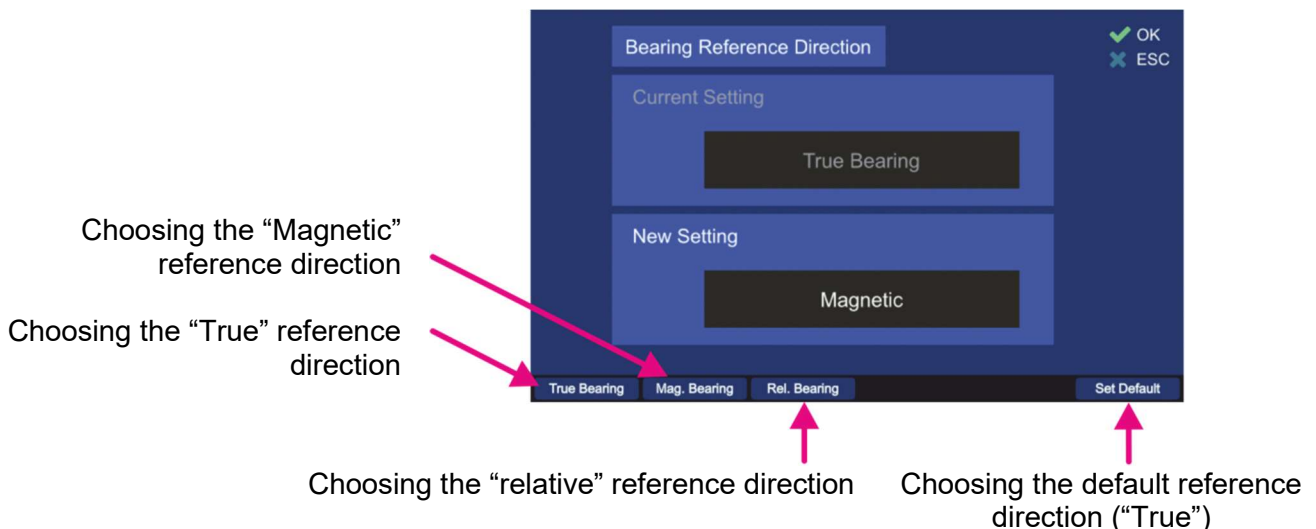 Bearing Reference Direction
OK
ESC
Current Setting
True Bearing
New Setting
Magnetic
Choosing the “Magnetic”
reference direction
Choosing the “True” reference
direction
True Bearing
Mag. Bearing
Rel. Bearing
Set Default
Choosing the “relative” reference direction
Choosing the default reference
direction (“True”)